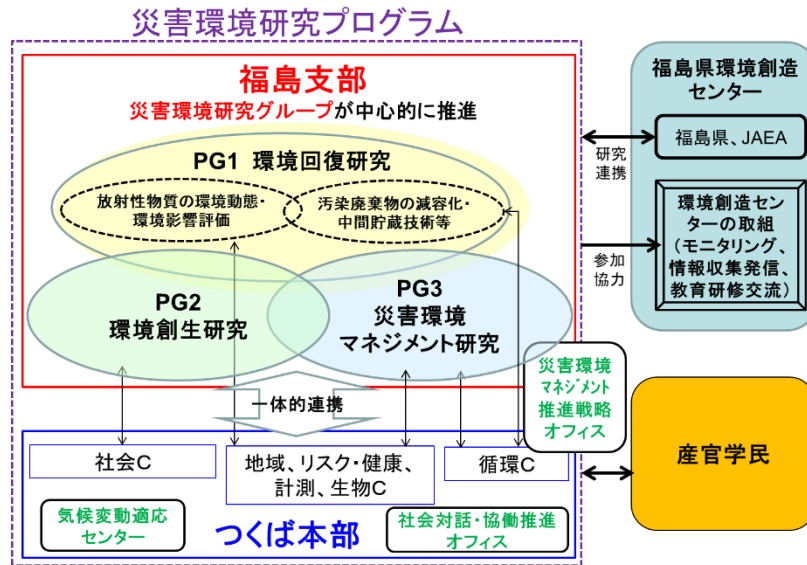 災害環境研究プログラム
福島支部
災害環境研究グループが中心的に推進
PG1 環境回復研究
放射性物質の環境動態・
環境影響評価
汚染廃棄物の減容化・
中間貯蔵技術等
PG2
環境創生研究
PG3
災害環境
マネジメント研究
一体的連携
災害環境
マネジメント
推進戦略
オフィス
社会C
地域、リスク・健康、
計測、生物C
循環C
気候変動適応
センター
つくば本部
社会対話・協働推進
オフィス
福島県環境創造
センター
福島県、JAEA
研究
連携
環境創造セン
ターの取組
(モニタリング、
情報収集発信、
教育研修交流)
参加
協力
産官学民